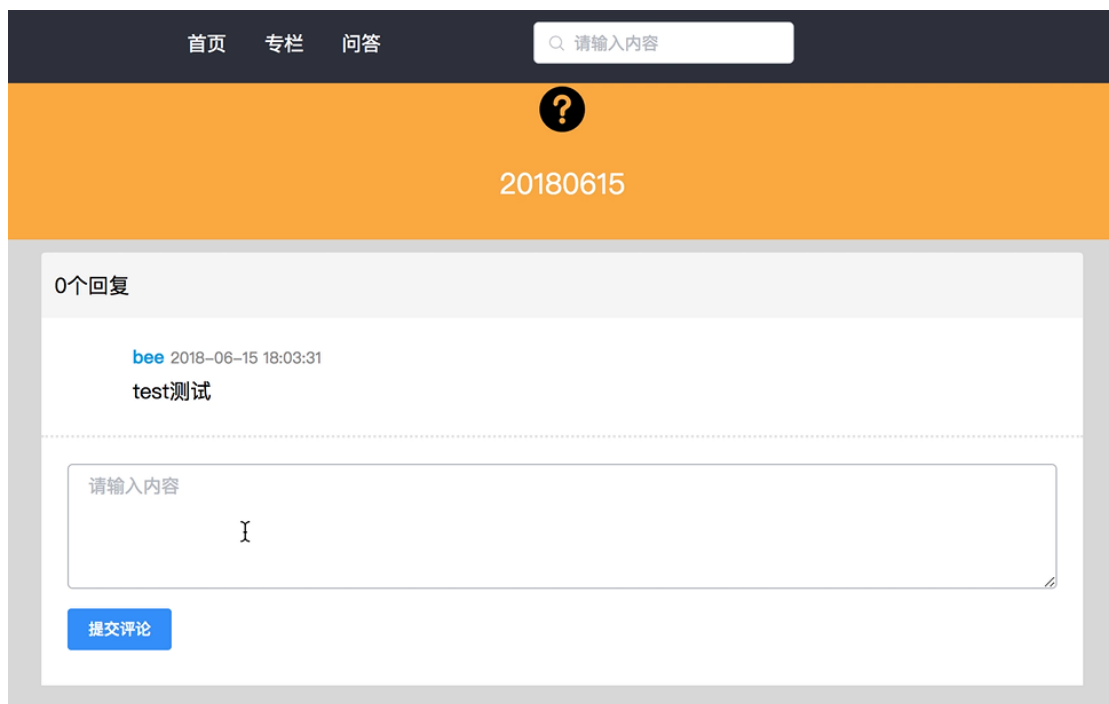 首页 专栏 问答 请输入内容
?
20180615
0个回复
bee 2018-06-15 18:03:31
test测试
请输入内容
提交评论